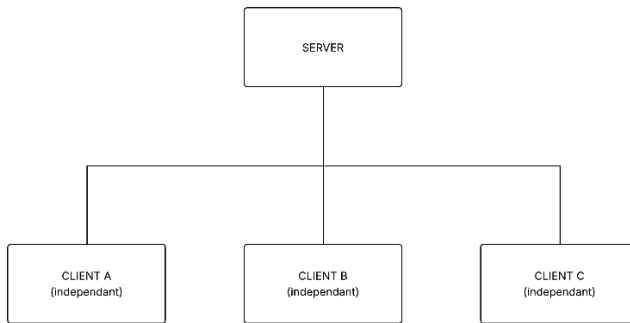 SERVER
CLIENT A
(independant)
CLIENT B
(independant)
CLIENT C
(independant)